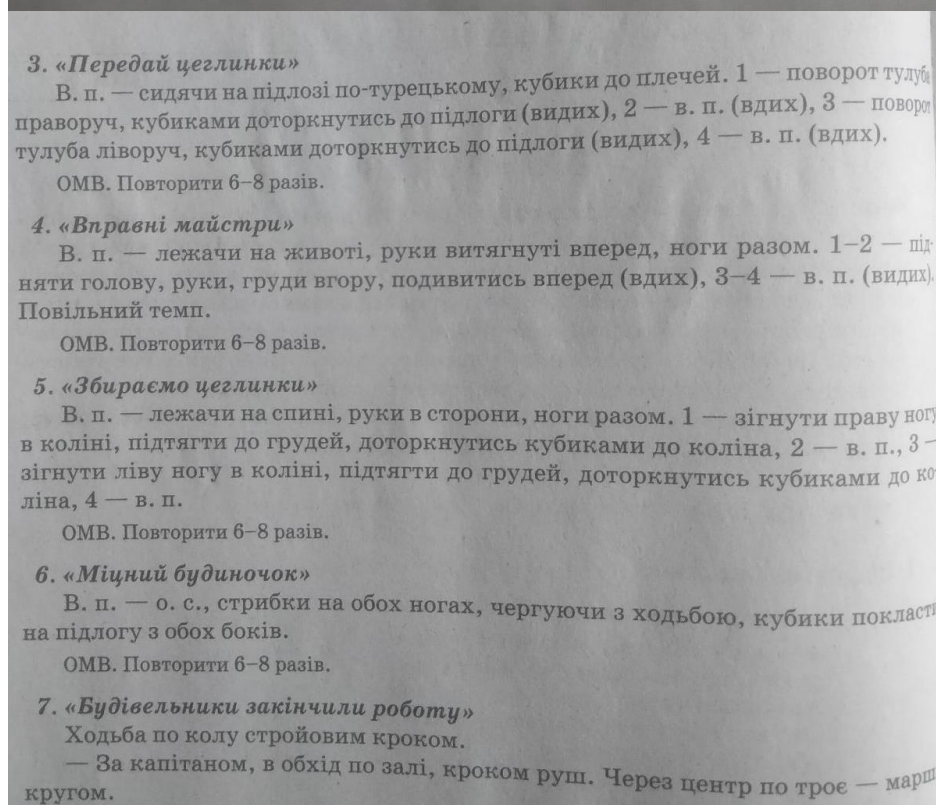 3. «Передай цеглинки»
В. п. — сидячи на підлозі по-турецькому, кубики до плечей. 1 — поворот тулуба
праворуч, кубиками доторкнутись до підлоги (видих), 2 — в. п. (вдих), 3 — поворот
тулуба ліворуч, кубиками доторкнутись до підлоги (видих), 4 — в. п. (вдих).
ОМВ. Повторити 6–8 разів.
4. «Вправні майстри»
В. п. — лежачи на животі, руки витягнуті вперед, ноги разом. 1–2 — під-
няти голову, руки, груди вгору, подивитись вперед (вдих), 3–4 — в. п. (видих).
Повільний темп.
ОМВ. Повторити 6–8 разів.
5. «Збираємо цеглинки»
В. п. — лежачи на спині, руки в сторони, ноги разом. 1 — зігнути праву ногу
в коліні, підтягти до грудей, доторкнутись кубиками до коліна, 2 — в. п., 3 —
зігнути ліву ногу в коліні, підтягти до грудей, доторкнутись кубиками до ко-
ліна, 4 — в. п.
ОМВ. Повторити 6–8 разів.
6. «Міцний будиночок»
В. п. — о. с., стрибки на обох ногах, чергуючи з ходьбою, кубики покласти
на підлогу з обох боків.
ОМВ. Повторити 6–8 разів.
7. «Будівельники закінчили роботу»
Ходьба по колу стройовим кроком.
— За капітаном, в обхід по залі, кроком руш. Через центр по троє — марш
кругом.